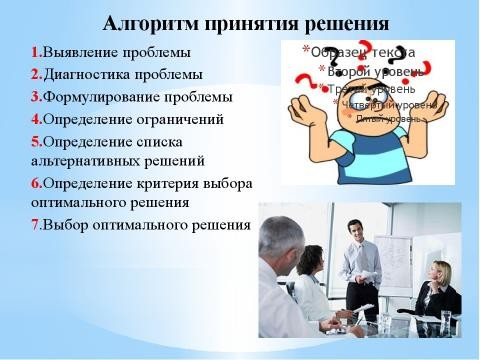 Алгоритм принятия решения
1.Выявление проблемы
2.Диагностика проблемы
3.Формулирование проблемы
4.Определение ограничений
5.Определение списка
альтернативных решений
6.Определение критерия выбора
оптимального решения
7.Выбор оптимального решения
* Образец текста
* Второй уровень
* Третий уровень
* Четвертый уровень
* Пятый уровень